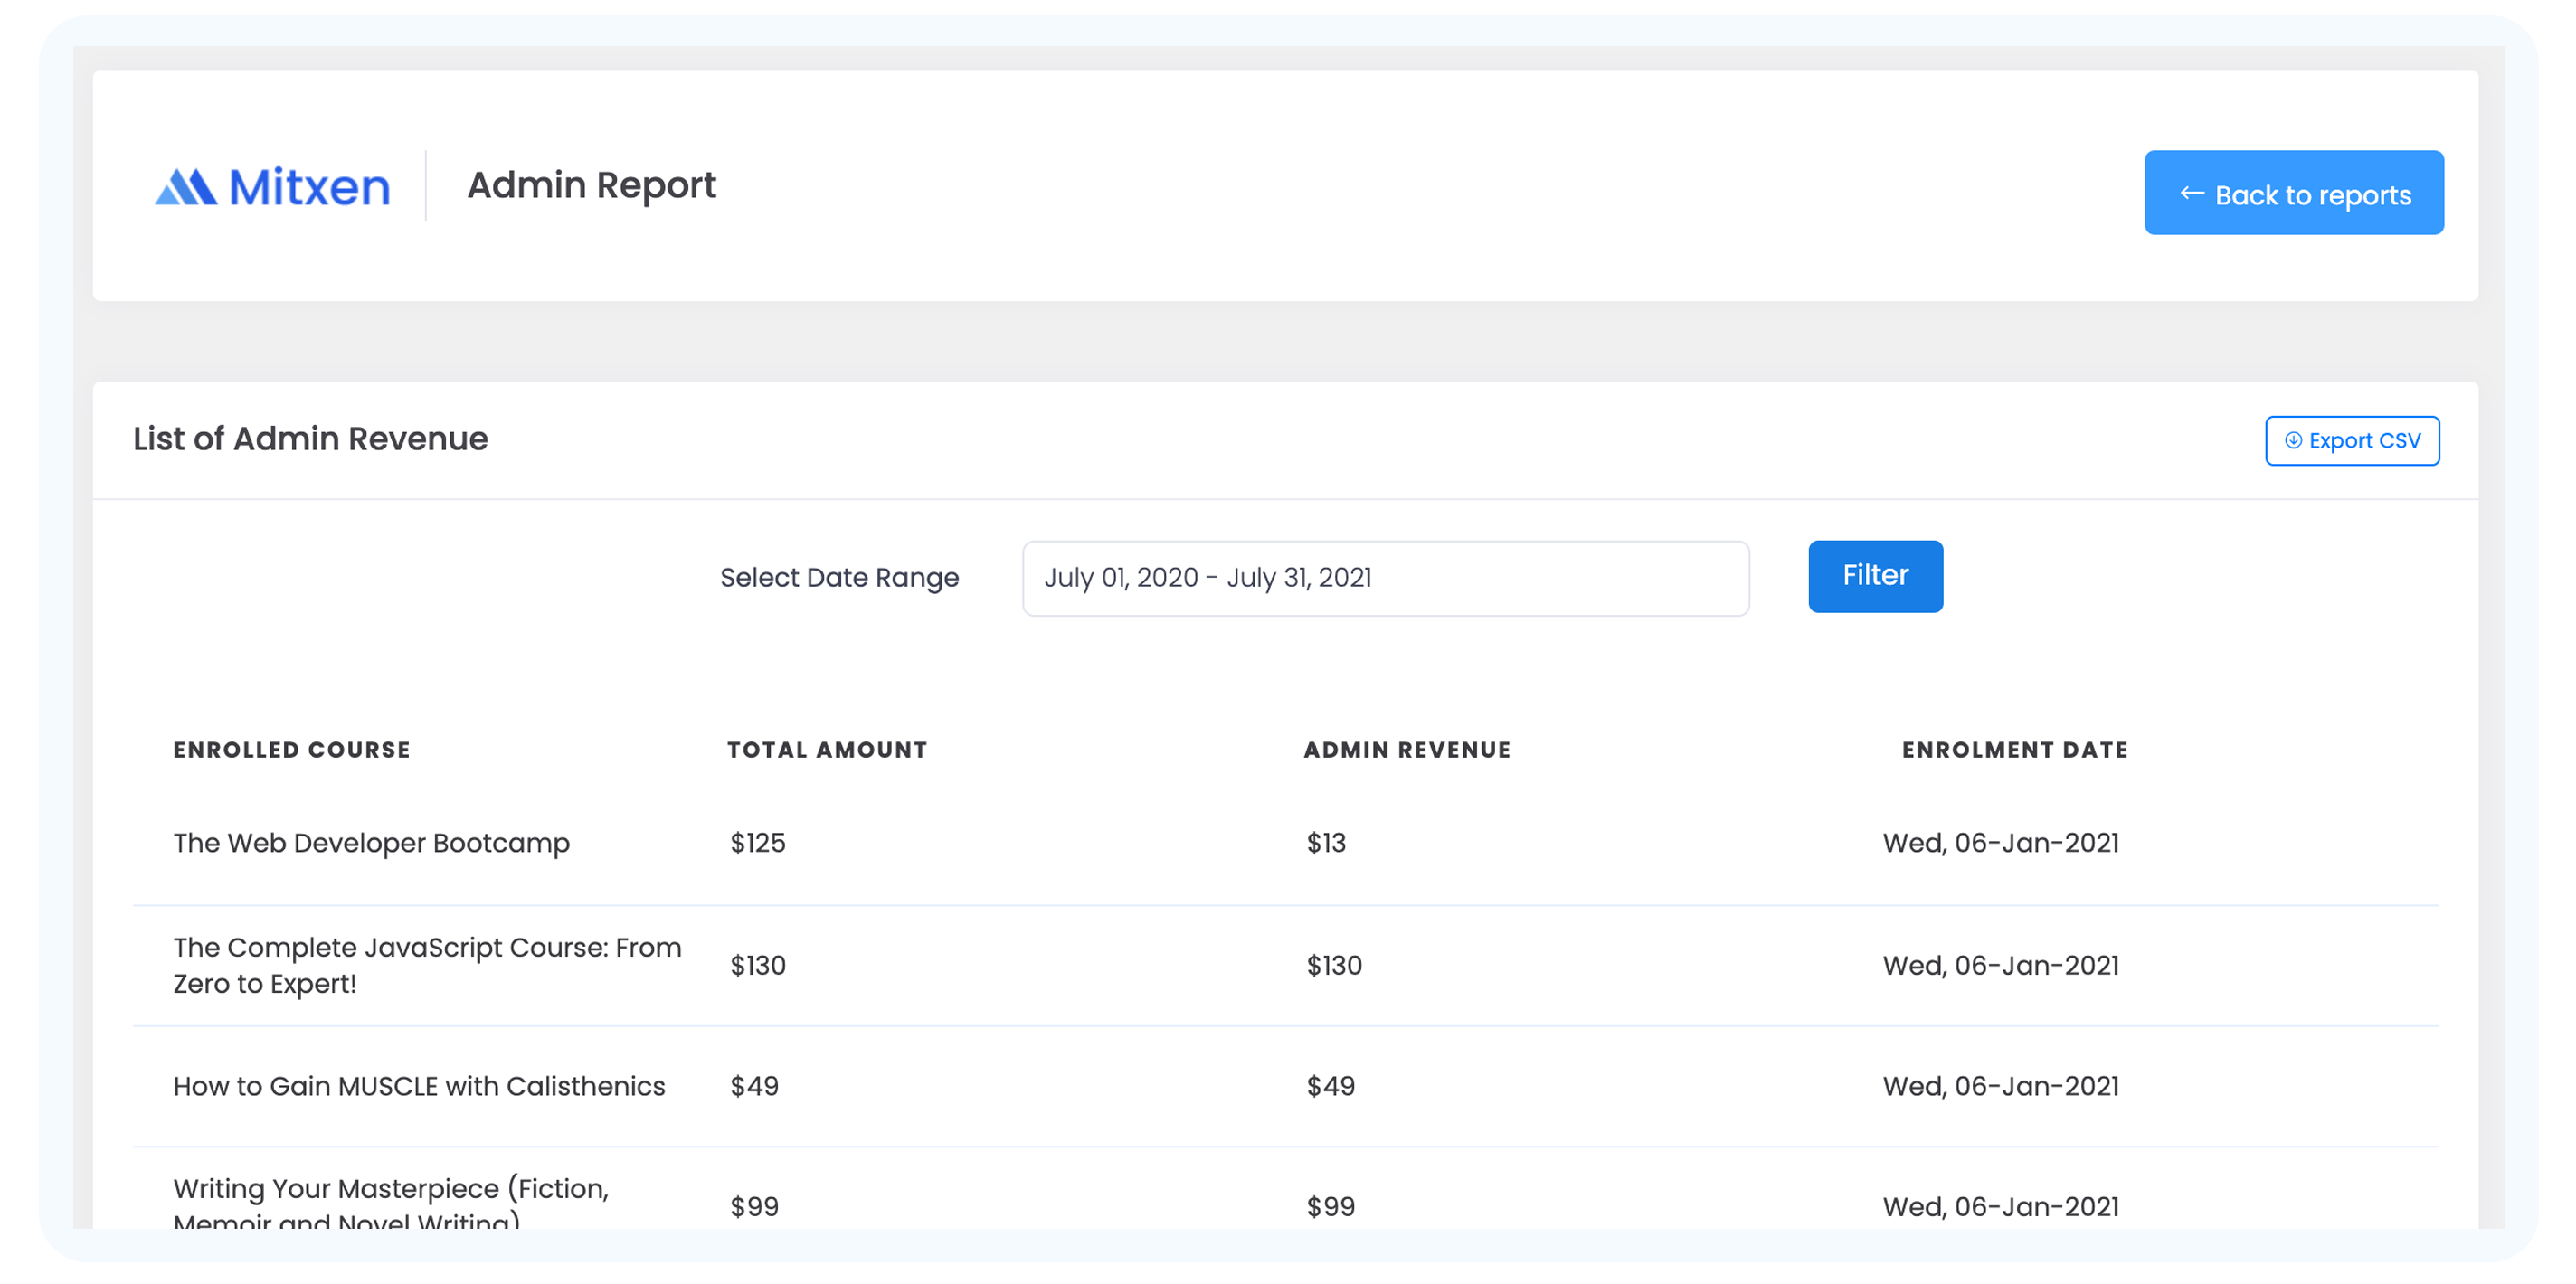 Mitxen
Admin Report
← Back to reports
List of Admin Revenue
Export CSV
Select Date Range
July 01, 2020 - July 31, 2021
Filter
ENROLLED COURSE TOTAL AMOUNT ADMIN REVENUE ENROLMENT DATE
The Web Developer Bootcamp $125 $13 Wed, 06-Jan-2021
The Complete JavaScript Course: From
Zero to Expert!
$130 $130 Wed, 06-Jan-2021
How to Gain MUSCLE with Calisthenics $49 $49 Wed, 06-Jan-2021
Writing Your Masterpiece (Fiction,
Memoir and Novel Writing)
$99 $99 Wed, 06-Jan-2021